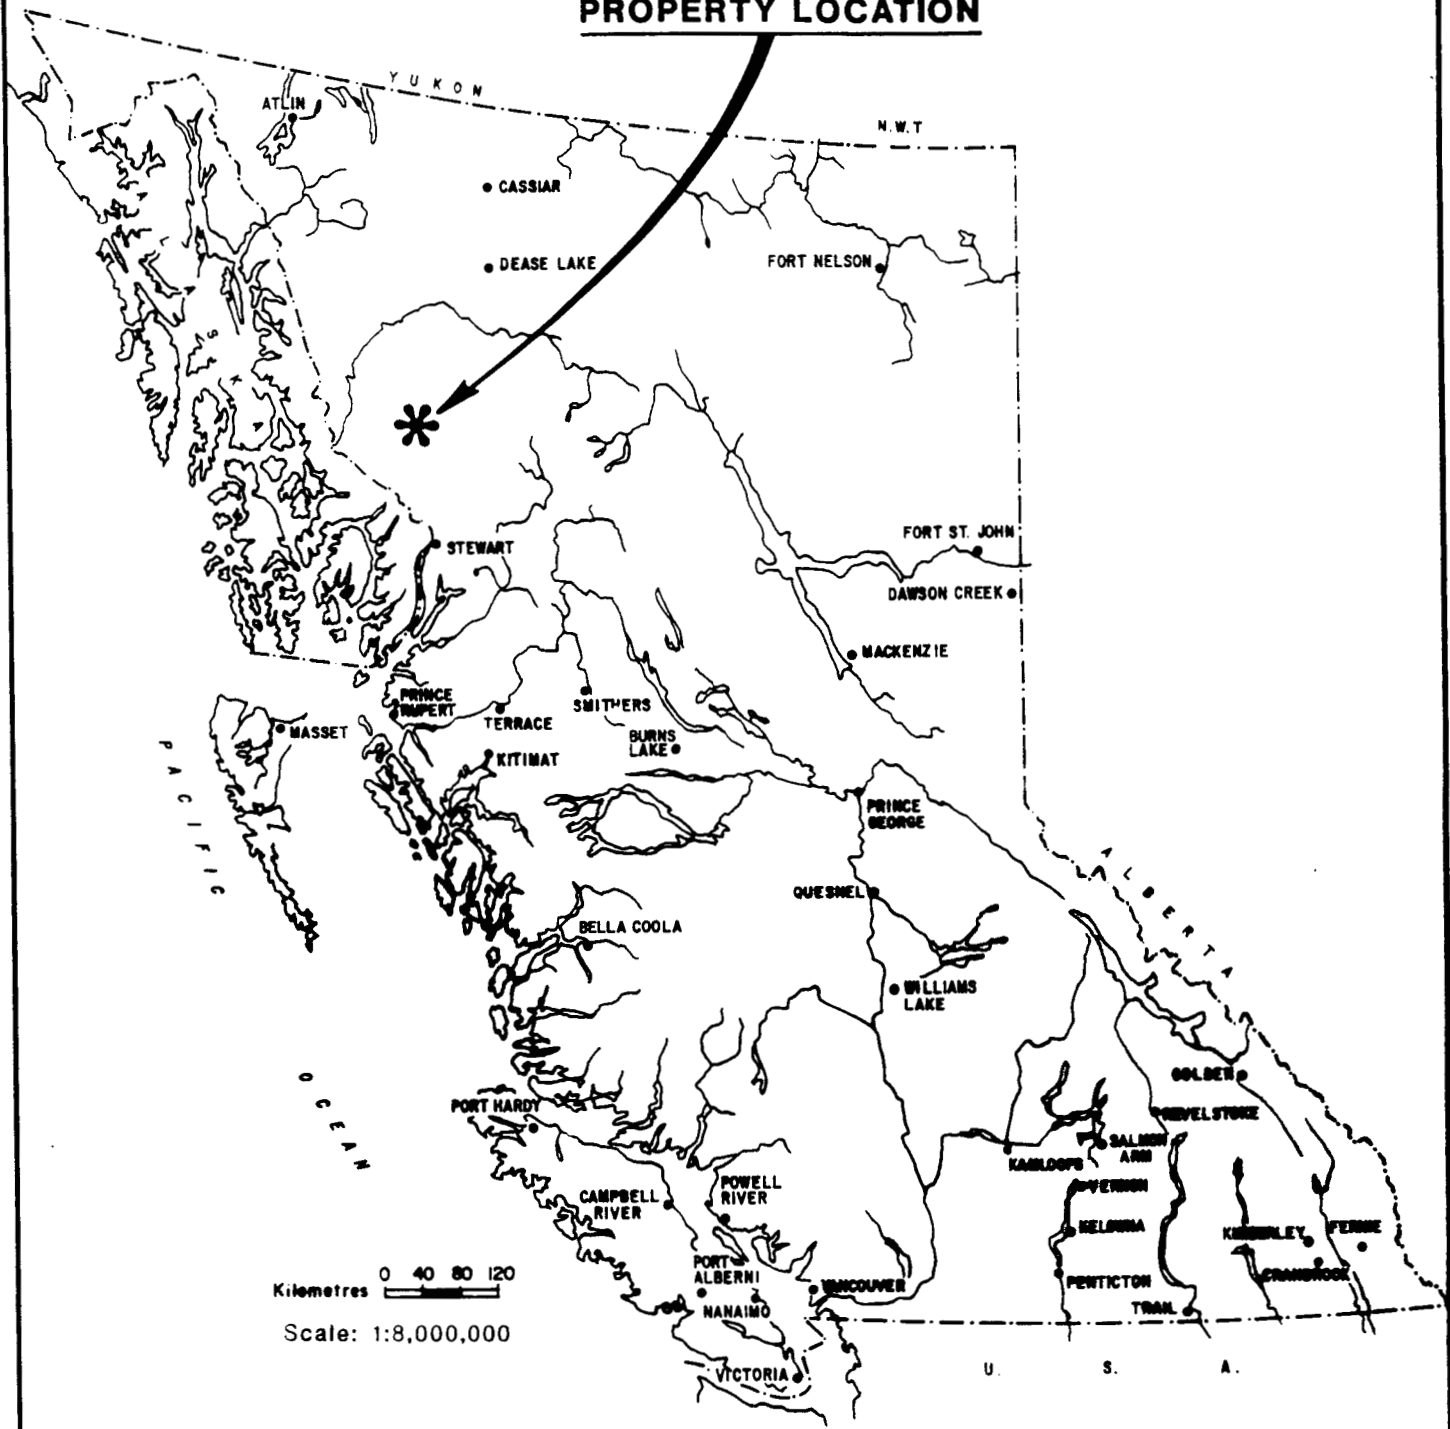 PROPERTY LOCATION
YUKON
N.W.T
ATLIN
CASSIAR
DEASE LAKE
FORT NELSON
ALASKA
STEWART
FORT ST. JOHN
DAWSON CREEK
MACKENZIE
PRINCE
RUPERT
TERRACE
SMITHERS
MASSET
BURNS
LAKE
KITIMAT
PRINCE
GEORGE
PACIFIC
ALBERTA
QUESNEL
BELLA COOLA
WILLIAMS
LAKE
OCEAN
GOLDEN
PORT HARDY
REVELSTOKE
SALMON
ARM
KAMLOOPS
VERNON
CAMPBELL
RIVER
POWELL
RIVER
KELOWNA
KIMBERLEY
FERNIE
PORT
ALBERNI
CRANBROOK
Kilometres 0 40 80 120
VANCOUVER
PENTICTON
NANAIMO
TRAIL
Scale: 1:8,000,000
VICTORIA
U. S. A.